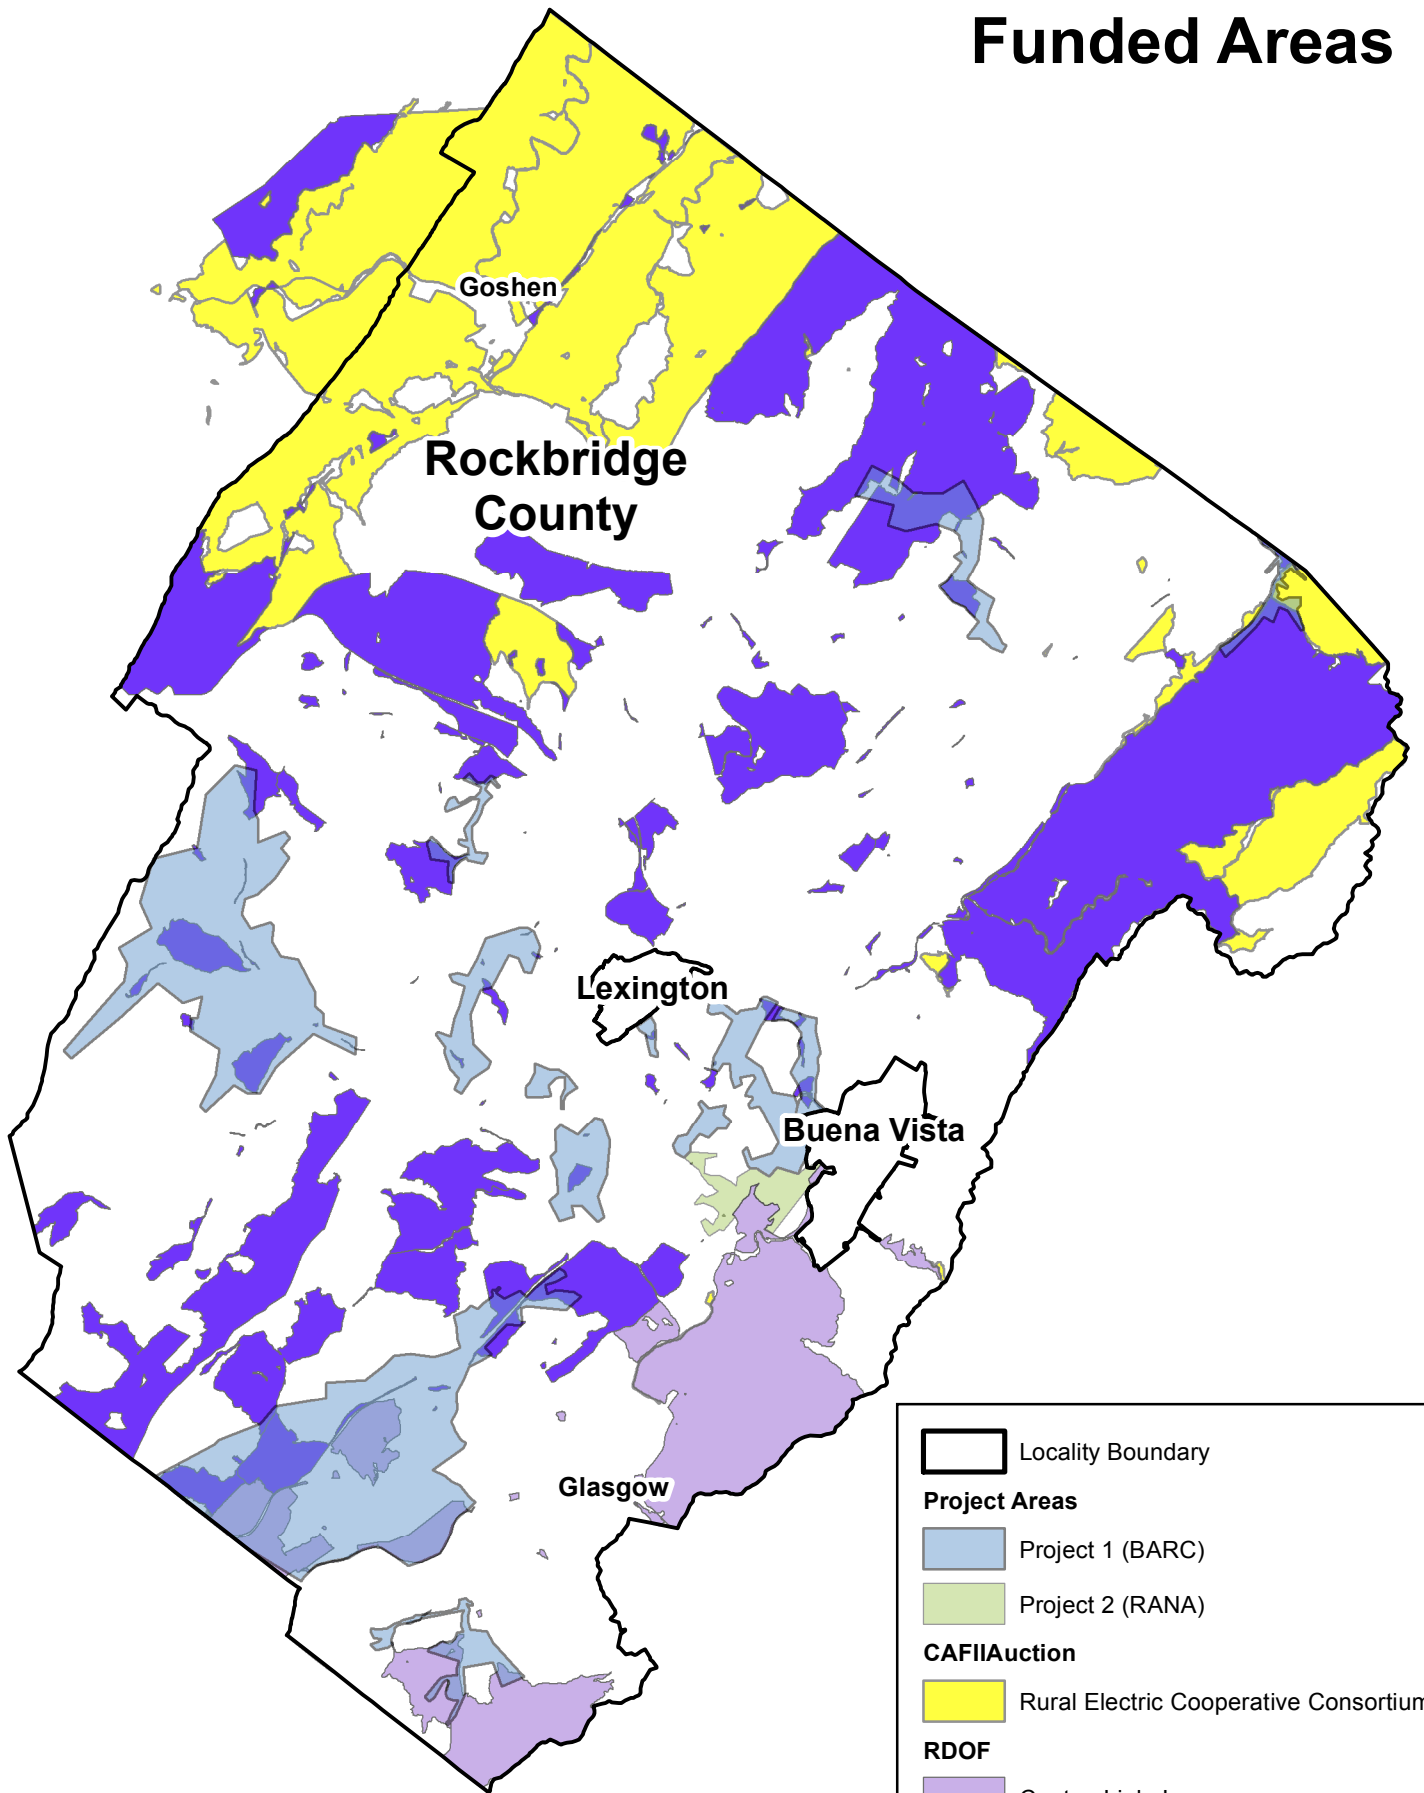 Funded Areas
Goshen
Rockbridge
County
Lexington
Buena Vista
Glasgow
Locality Boundary
Project Areas
Project 1 (BARC)
Project 2 (RANA)
CAFIIAuction
Rural Electric Cooperative Consortium
RDOF